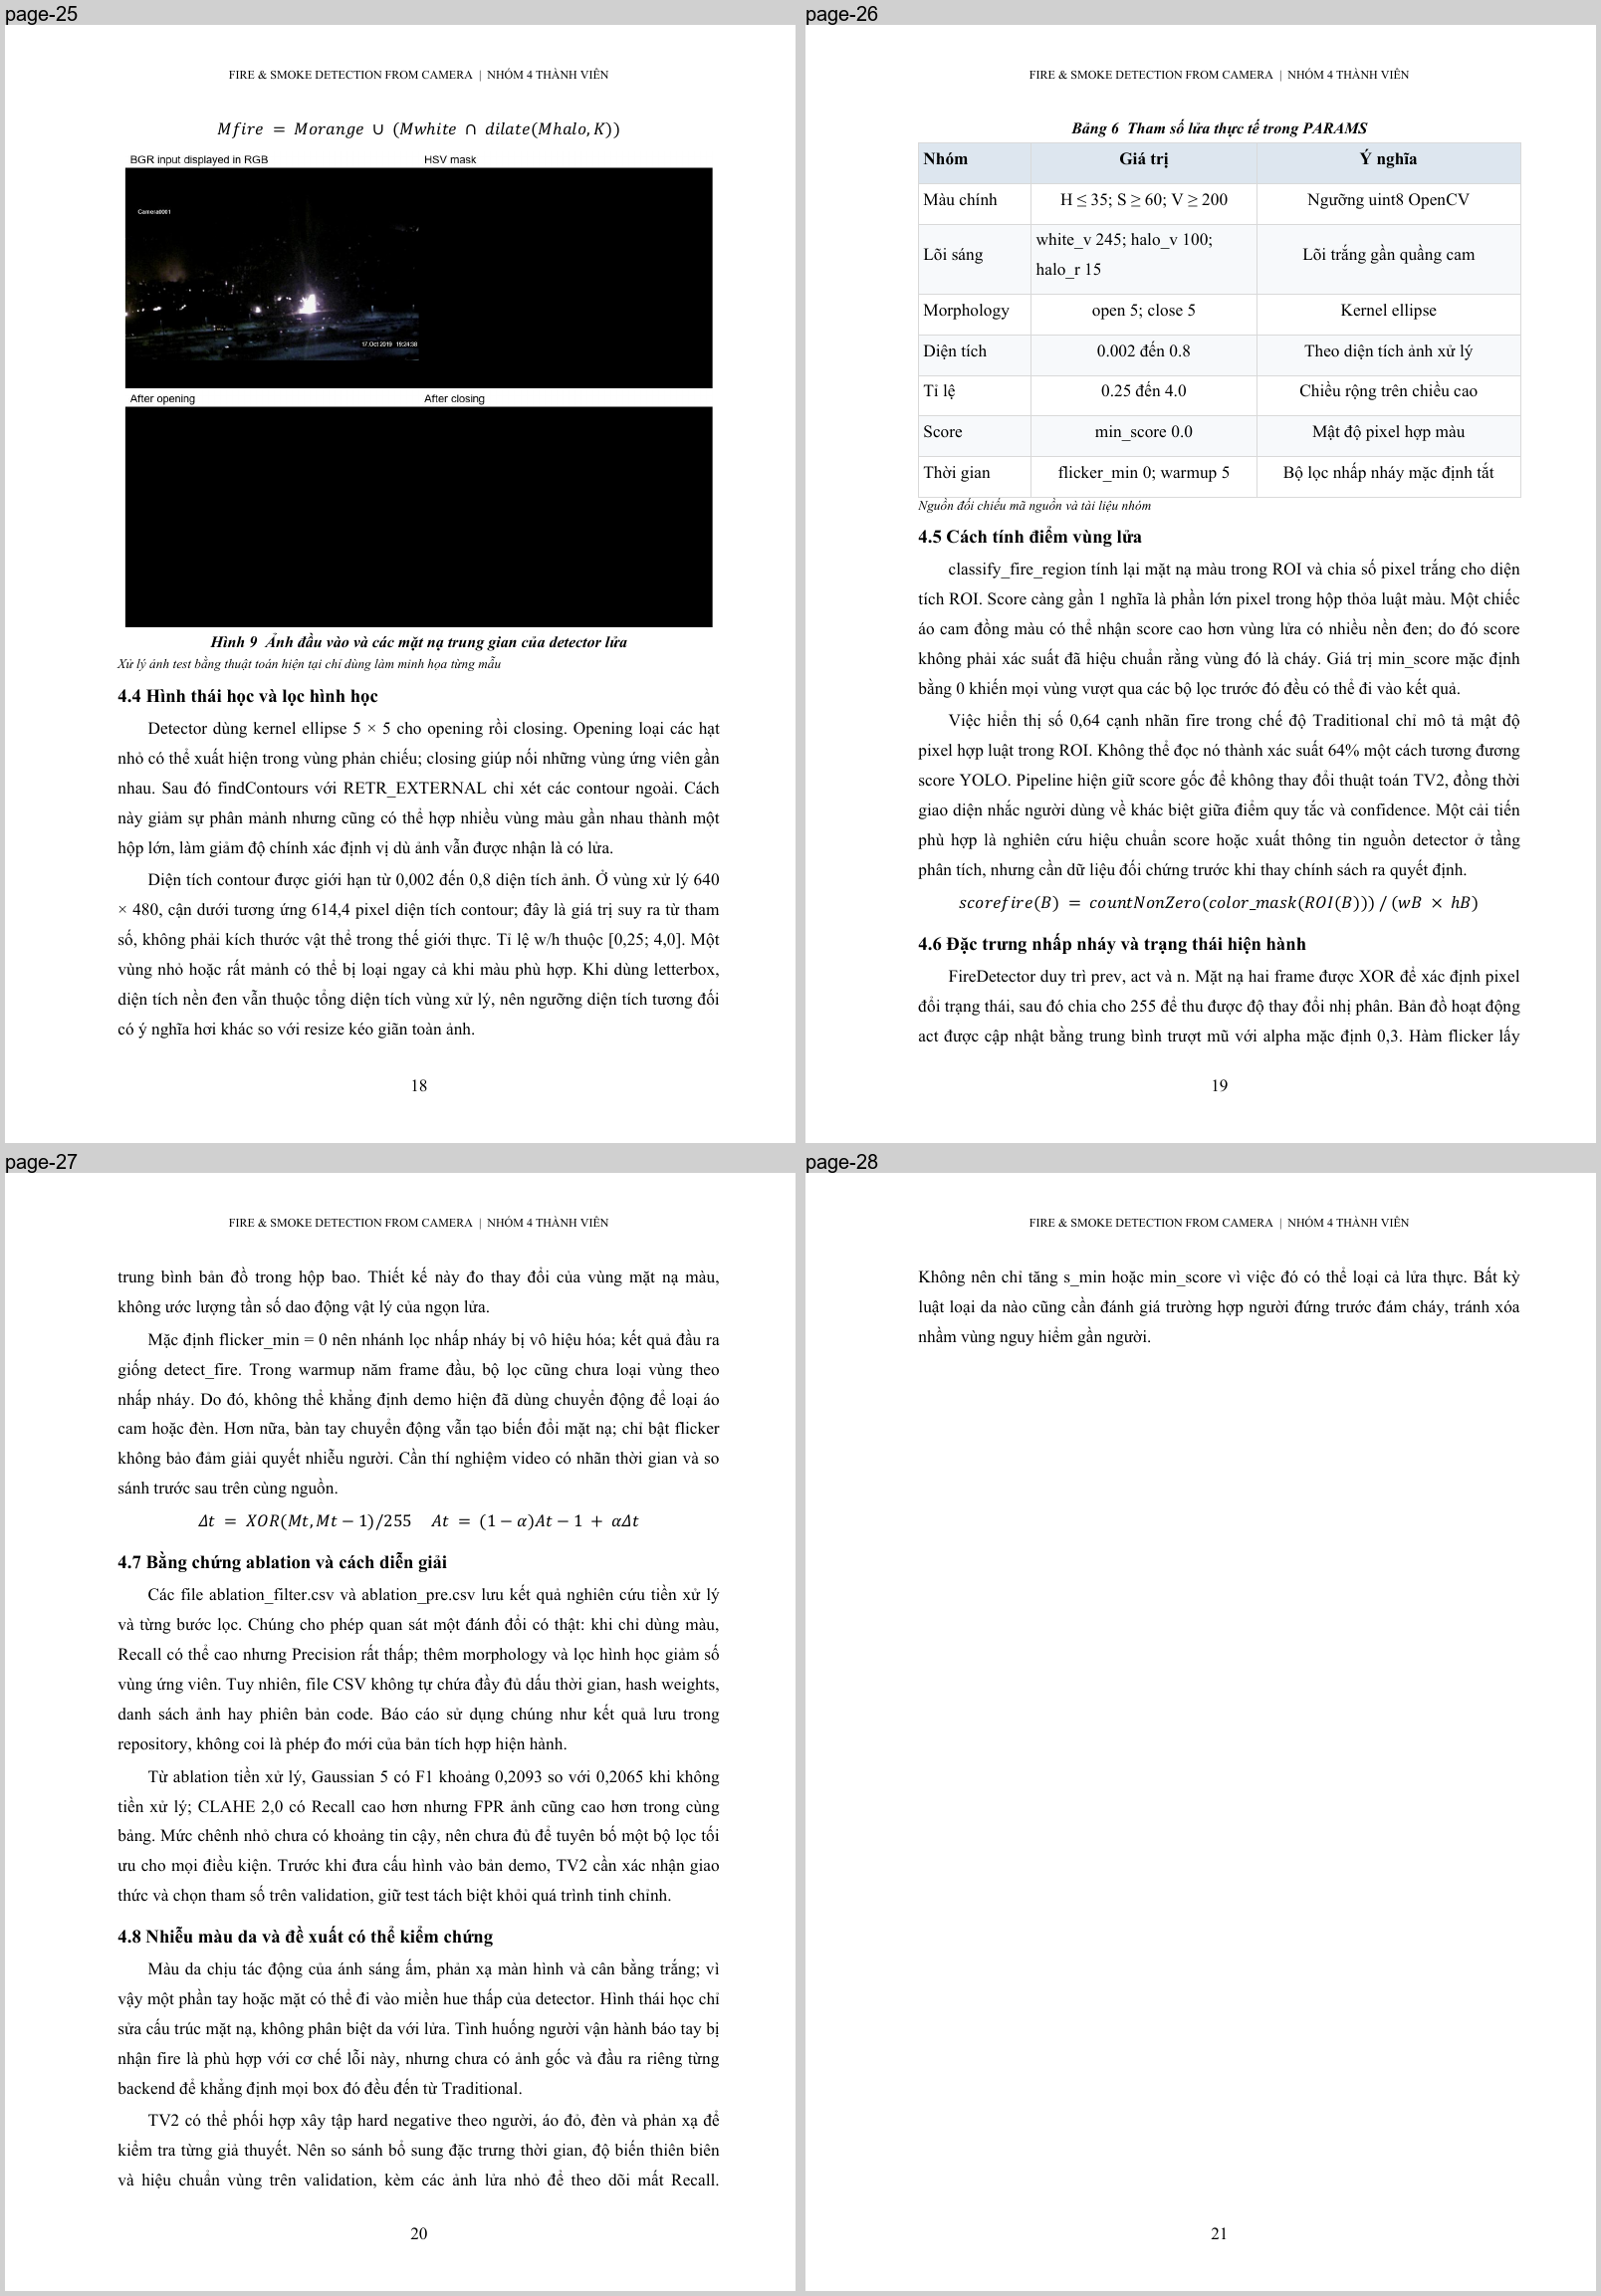 page-25
FIRE & SMOKE DETECTION FROM CAMERA | NHÓM 4 THÀNH VIÊN
Mfire = Morange ∪ (Mwhite ∩ dilate(Mhalo, K))
BGR input displayed in RGB
HSV mask
Camera0001
17.Oct 2019 19:24:38
After opening
After closing
Hình 9 Ảnh đầu vào và các mặt nạ trung gian của detector lửa
Xử lý ảnh test bằng thuật toán hiện tại chỉ dùng làm minh họa từng mẫu
4.4 Hình thái học và lọc hình học
Detector dùng kernel ellipse 5 × 5 cho opening rồi closing. Opening loại các hạt
nhỏ có thể xuất hiện trong vùng phản chiếu; closing giúp nối những vùng ứng viên gần
nhau. Sau đó findContours với RETR_EXTERNAL chỉ xét các contour ngoài. Cách
này giảm sự phân mảnh nhưng cũng có thể hợp nhiều vùng màu gần nhau thành một
hộp lớn, làm giảm độ chính xác định vị dù ảnh vẫn được nhận là có lửa.
Diện tích contour được giới hạn từ 0,002 đến 0,8 diện tích ảnh. Ở vùng xử lý 640
× 480, cận dưới tương ứng 614,4 pixel diện tích contour; đây là giá trị suy ra từ tham
số, không phải kích thước vật thể trong thế giới thực. Tỉ lệ w/h thuộc [0,25; 4,0]. Một
vùng nhỏ hoặc rất mảnh có thể bị loại ngay cả khi màu phù hợp. Khi dùng letterbox,
diện tích nền đen vẫn thuộc tổng diện tích vùng xử lý, nên ngưỡng diện tích tương đối
có ý nghĩa hơi khác so với resize kéo giãn toàn ảnh.
18
page-26
FIRE & SMOKE DETECTION FROM CAMERA | NHÓM 4 THÀNH VIÊN
Bảng 6 Tham số lửa thực tế trong PARAMS
Nhóm Giá trị Ý nghĩa
Màu chính H ≤ 35; S ≥ 60; V ≥ 200 Ngưỡng uint8 OpenCV
Lõi sáng white_v 245; halo_v 100; halo_r 15 Lõi trắng gần quầng cam
Morphology open 5; close 5 Kernel ellipse
Diện tích 0.002 đến 0.8 Theo diện tích ảnh xử lý
Tỉ lệ 0.25 đến 4.0 Chiều rộng trên chiều cao
Score min_score 0.0 Mật độ pixel hợp màu
Thời gian flicker_min 0; warmup 5 Bộ lọc nhấp nháy mặc định tắt
Nguồn đối chiếu mã nguồn và tài liệu nhóm
4.5 Cách tính điểm vùng lửa
classify_fire_region tính lại mặt nạ màu trong ROI và chia số pixel trắng cho diện
tích ROI. Score càng gần 1 nghĩa là phần lớn pixel trong hộp thỏa luật màu. Một chiếc
áo cam đồng màu có thể nhận score cao hơn vùng lửa có nhiều nền đen; do đó score
không phải xác suất đã hiệu chuẩn rằng vùng đó là cháy. Giá trị min_score mặc định
bằng 0 khiến mọi vùng vượt qua các bộ lọc trước đó đều có thể đi vào kết quả.
Việc hiển thị số 0,64 cạnh nhãn fire trong chế độ Traditional chỉ mô tả mật độ
pixel hợp luật trong ROI. Không thể đọc nó thành xác suất 64% một cách tương đương
score YOLO. Pipeline hiện giữ score gốc để không thay đổi thuật toán TV2, đồng thời
giao diện nhắc người dùng về khác biệt giữa điểm quy tắc và confidence. Một cải tiến
phù hợp là nghiên cứu hiệu chuẩn score hoặc xuất thông tin nguồn detector ở tầng
phân tích, nhưng cần dữ liệu đối chứng trước khi thay chính sách ra quyết định.
scorefire(B) = countNonZero(color_mask(ROI(B))) / (wB × hB)
4.6 Đặc trưng nhấp nháy và trạng thái hiện hành
FireDetector duy trì prev, act và n. Mặt nạ hai frame được XOR để xác định pixel
đổi trạng thái, sau đó chia cho 255 để thu được độ thay đổi nhị phân. Bản đồ hoạt động
act được cập nhật bằng trung bình trượt mũ với alpha mặc định 0,3. Hàm flicker lấy
19
page-27
FIRE & SMOKE DETECTION FROM CAMERA | NHÓM 4 THÀNH VIÊN
trung bình bản đồ trong hộp bao. Thiết kế này đo thay đổi của vùng mặt nạ màu,
không ước lượng tần số dao động vật lý của ngọn lửa.
Mặc định flicker_min = 0 nên nhánh lọc nhấp nháy bị vô hiệu hóa; kết quả đầu ra
giống detect_fire. Trong warmup năm frame đầu, bộ lọc cũng chưa loại vùng theo
nhấp nháy. Do đó, không thể khẳng định demo hiện đã dùng chuyển động để loại áo
cam hoặc đèn. Hơn nữa, bàn tay chuyển động vẫn tạo biến đổi mặt nạ; chỉ bật flicker
không bảo đảm giải quyết nhiễu người. Cần thí nghiệm video có nhãn thời gian và so
sánh trước sau trên cùng nguồn.
Δt = XOR(Mt, Mt − 1)/255 At = (1 − α)At − 1 + αΔt
4.7 Bằng chứng ablation và cách diễn giải
Các file ablation_filter.csv và ablation_pre.csv lưu kết quả nghiên cứu tiền xử lý
và từng bước lọc. Chúng cho phép quan sát một đánh đổi có thật: khi chỉ dùng màu,
Recall có thể cao nhưng Precision rất thấp; thêm morphology và lọc hình học giảm số
vùng ứng viên. Tuy nhiên, file CSV không tự chứa đầy đủ dấu thời gian, hash weights,
danh sách ảnh hay phiên bản code. Báo cáo sử dụng chúng như kết quả lưu trong
repository, không coi là phép đo mới của bản tích hợp hiện hành.
Từ ablation tiền xử lý, Gaussian 5 có F1 khoảng 0,2093 so với 0,2065 khi không
tiền xử lý; CLAHE 2,0 có Recall cao hơn nhưng FPR ảnh cũng cao hơn trong cùng
bảng. Mức chênh nhỏ chưa có khoảng tin cậy, nên chưa đủ để tuyên bố một bộ lọc tối
ưu cho mọi điều kiện. Trước khi đưa cấu hình vào bản demo, TV2 cần xác nhận giao
thức và chọn tham số trên validation, giữ test tách biệt khỏi quá trình tinh chỉnh.
4.8 Nhiễu màu da và đề xuất có thể kiểm chứng
Màu da chịu tác động của ánh sáng ấm, phản xạ màn hình và cân bằng trắng; vì
vậy một phần tay hoặc mặt có thể đi vào miền hue thấp của detector. Hình thái học chỉ
sửa cấu trúc mặt nạ, không phân biệt da với lửa. Tình huống người vận hành báo tay bị
nhận fire là phù hợp với cơ chế lỗi này, nhưng chưa có ảnh gốc và đầu ra riêng từng
backend để khẳng định mọi box đó đều đến từ Traditional.
TV2 có thể phối hợp xây tập hard negative theo người, áo đỏ, đèn và phản xạ để
kiểm tra từng giả thuyết. Nên so sánh bổ sung đặc trưng thời gian, độ biến thiên biên
và hiệu chuẩn vùng trên validation, kèm các ảnh lửa nhỏ để theo dõi mất Recall.
20
page-28
FIRE & SMOKE DETECTION FROM CAMERA | NHÓM 4 THÀNH VIÊN
Không nên chỉ tăng s_min hoặc min_score vì việc đó có thể loại cả lửa thực. Bất kỳ
luật loại da nào cũng cần đánh giá trường hợp người đứng trước đám cháy, tránh xóa
nhầm vùng nguy hiểm gần người.
21